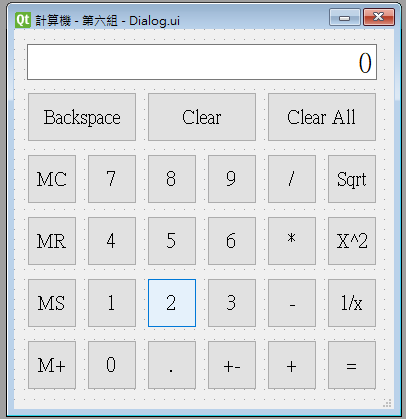 Qt 計算機 - 第六組 - Dialog.ui
0
Backspace Clear Clear All
MC 7 8 9 / Sqrt
MR 4 5 6 * X^2
MS 1 2 3 - 1/x
M+ 0 . +- + =